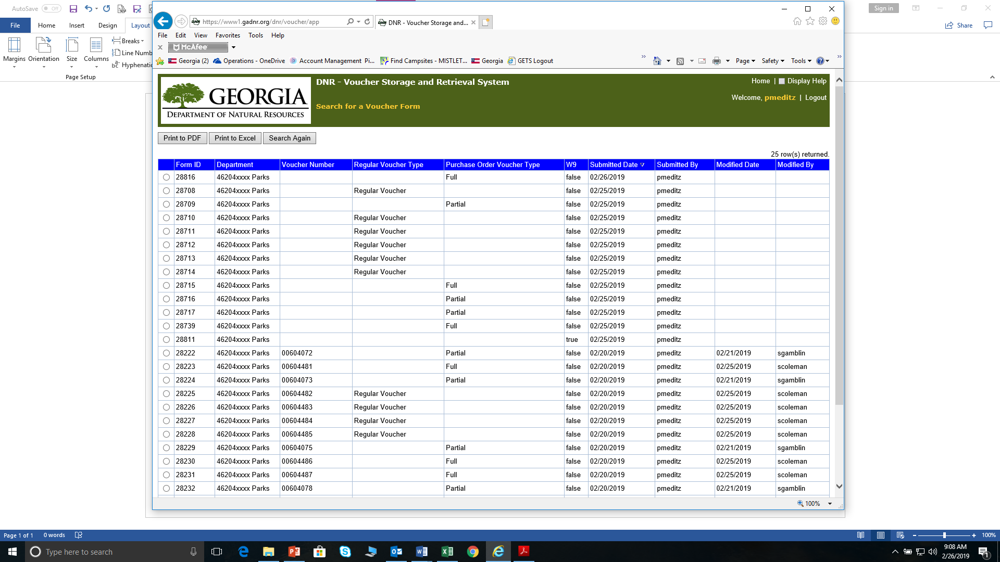 AutoSave Off
Sign in
File Home Insert Design Layout
Share
Margins Orientation Size Columns
Breaks
Line Numb
Hyphenatio
Page Setup
https://www1.gadnr.org/dnr/voucher/app
DNR - Voucher Storage and...
File Edit View Favorites Tools Help
x McAfee
Georgia (2) Operations - OneDrive Account Management Pi... Find Campsites - MISTLET... Georgia GETS Logout
Page Safety Tools
GEORGIA
DEPARTMENT OF NATURAL RESOURCES
DNR - Voucher Storage and Retrieval System
Search for a Voucher Form
Home | Display Help
Welcome, pmeditz | Logout
Print to PDF Print to Excel Search Again
25 row(s) returned.
Form ID Department Voucher Number Regular Voucher Type Purchase Order Voucher Type W9 Submitted Date Submitted By Modified Date Modified By
28816 46204xxxx Parks Full false 02/26/2019 pmeditz
28708 46204xxxx Parks Regular Voucher false 02/25/2019 pmeditz
28709 46204xxxx Parks Partial false 02/25/2019 pmeditz
28710 46204xxxx Parks Regular Voucher false 02/25/2019 pmeditz
28711 46204xxxx Parks Regular Voucher false 02/25/2019 pmeditz
28712 46204xxxx Parks Regular Voucher false 02/25/2019 pmeditz
28713 46204xxxx Parks Regular Voucher false 02/25/2019 pmeditz
28714 46204xxxx Parks Regular Voucher false 02/25/2019 pmeditz
28715 46204xxxx Parks Full false 02/25/2019 pmeditz
28716 46204xxxx Parks Partial false 02/25/2019 pmeditz
28717 46204xxxx Parks Partial false 02/25/2019 pmeditz
28739 46204xxxx Parks Full false 02/25/2019 pmeditz
28811 46204xxxx Parks true 02/25/2019 pmeditz
28222 46204xxxx Parks 00604072 Partial false 02/20/2019 pmeditz 02/21/2019 sgamblin
28223 46204xxxx Parks 00604481 Full false 02/20/2019 pmeditz 02/25/2019 scoleman
28224 46204xxxx Parks 00604073 Partial false 02/20/2019 pmeditz 02/21/2019 sgamblin
28225 46204xxxx Parks 00604482 Regular Voucher false 02/20/2019 pmeditz 02/25/2019 scoleman
28226 46204xxxx Parks 00604483 Regular Voucher false 02/20/2019 pmeditz 02/25/2019 scoleman
28227 46204xxxx Parks 00604484 Regular Voucher false 02/20/2019 pmeditz 02/25/2019 scoleman
28228 46204xxxx Parks 00604485 Regular Voucher false 02/20/2019 pmeditz 02/25/2019 scoleman
28229 46204xxxx Parks 00604075 Partial false 02/20/2019 pmeditz 02/21/2019 sgamblin
28230 46204xxxx Parks 00604486 Full false 02/20/2019 pmeditz 02/25/2019 scoleman
28231 46204xxxx Parks 00604487 Full false 02/20/2019 pmeditz 02/25/2019 scoleman
28232 46204xxxx Parks 00604078 Partial false 02/20/2019 pmeditz 02/21/2019 sgamblin
100%
Page 1 of 1 0 words
100%
Type here to search
9:08 AM
2/26/2019
1